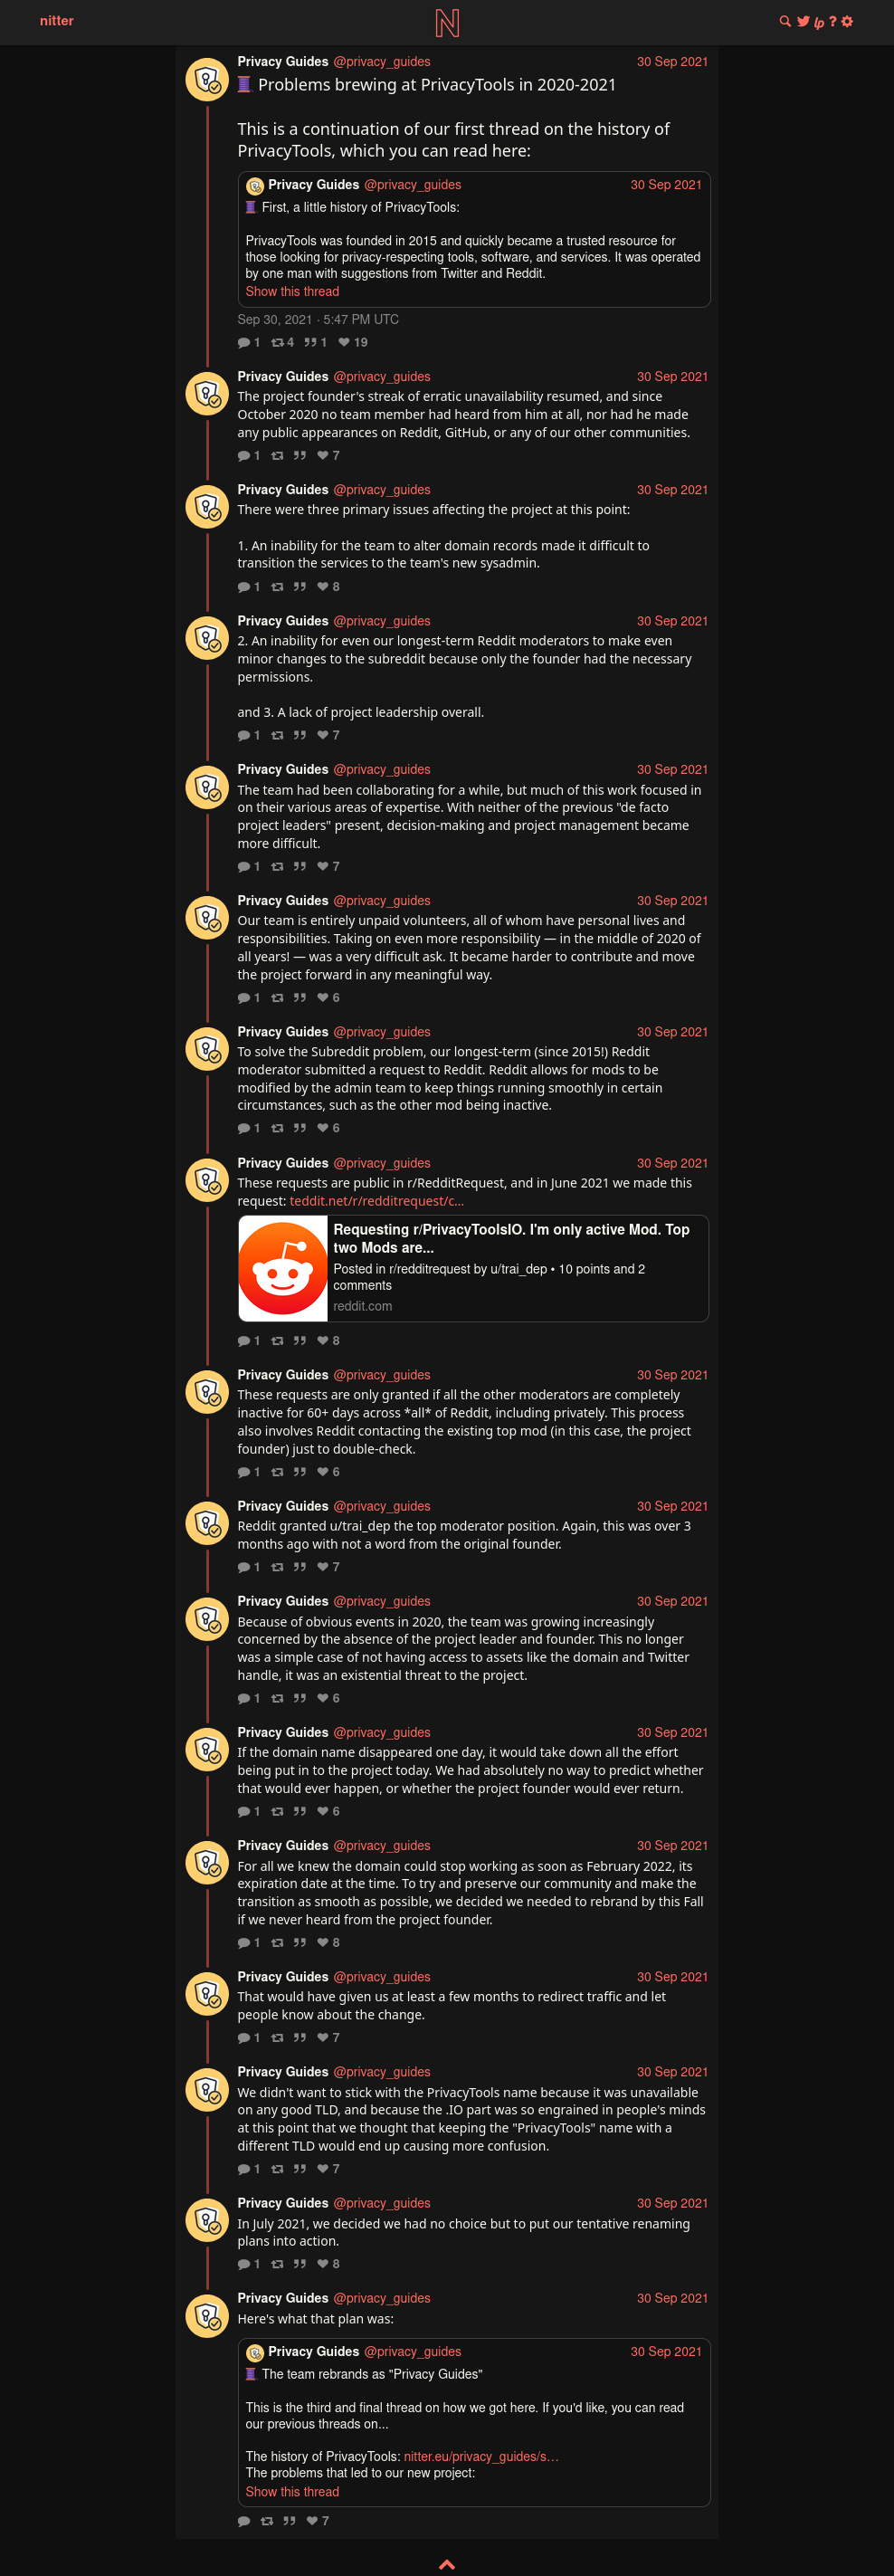 nitter
Privacy Guides @privacy_guides 30 Sep 2021
🧵 Problems brewing at PrivacyTools in 2020-2021
This is a continuation of our first thread on the history of
PrivacyTools, which you can read here:
Privacy Guides @privacy_guides 30 Sep 2021
🧵 First, a little history of PrivacyTools:
PrivacyTools was founded in 2015 and quickly became a trusted resource for
those looking for privacy-respecting tools, software, and services. It was operated
by one man with suggestions from Twitter and Reddit.
Show this thread
Sep 30, 2021 · 5:47 PM UTC
1 4 1 19
Privacy Guides @privacy_guides 30 Sep 2021
The project founder's streak of erratic unavailability resumed, and since
October 2020 no team member had heard from him at all, nor had he made
any public appearances on Reddit, GitHub, or any of our other communities.
1 7
Privacy Guides @privacy_guides 30 Sep 2021
There were three primary issues affecting the project at this point:
1. An inability for the team to alter domain records made it difficult to
transition the services to the team's new sysadmin.
1 8
Privacy Guides @privacy_guides 30 Sep 2021
2. An inability for even our longest-term Reddit moderators to make even
minor changes to the subreddit because only the founder had the necessary
permissions.
and 3. A lack of project leadership overall.
1 7
Privacy Guides @privacy_guides 30 Sep 2021
The team had been collaborating for a while, but much of this work focused in
on their various areas of expertise. With neither of the previous "de facto
project leaders" present, decision-making and project management became
more difficult.
1 7
Privacy Guides @privacy_guides 30 Sep 2021
Our team is entirely unpaid volunteers, all of whom have personal lives and
responsibilities. Taking on even more responsibility — in the middle of 2020 of
all years! — was a very difficult ask. It became harder to contribute and move
the project forward in any meaningful way.
1 6
Privacy Guides @privacy_guides 30 Sep 2021
To solve the Subreddit problem, our longest-term (since 2015!) Reddit
moderator submitted a request to Reddit. Reddit allows for mods to be
modified by the admin team to keep things running smoothly in certain
circumstances, such as the other mod being inactive.
1 6
Privacy Guides @privacy_guides 30 Sep 2021
These requests are public in r/RedditRequest, and in June 2021 we made this
request: teddit.net/r/redditrequest/c…
Requesting r/PrivacyToolsIO. I'm only active Mod. Top
two Mods are...
Posted in r/redditrequest by u/trai_dep • 10 points and 2
comments
reddit.com
1 8
Privacy Guides @privacy_guides 30 Sep 2021
These requests are only granted if all the other moderators are completely
inactive for 60+ days across *all* of Reddit, including privately. This process
also involves Reddit contacting the existing top mod (in this case, the project
founder) just to double-check.
1 6
Privacy Guides @privacy_guides 30 Sep 2021
Reddit granted u/trai_dep the top moderator position. Again, this was over 3
months ago with not a word from the original founder.
1 7
Privacy Guides @privacy_guides 30 Sep 2021
Because of obvious events in 2020, the team was growing increasingly
concerned by the absence of the project leader and founder. This no longer
was a simple case of not having access to assets like the domain and Twitter
handle, it was an existential threat to the project.
1 6
Privacy Guides @privacy_guides 30 Sep 2021
If the domain name disappeared one day, it would take down all the effort
being put in to the project today. We had absolutely no way to predict whether
that would ever happen, or whether the project founder would ever return.
1 6
Privacy Guides @privacy_guides 30 Sep 2021
For all we knew the domain could stop working as soon as February 2022, its
expiration date at the time. To try and preserve our community and make the
transition as smooth as possible, we decided we needed to rebrand by this Fall
if we never heard from the project founder.
1 8
Privacy Guides @privacy_guides 30 Sep 2021
That would have given us at least a few months to redirect traffic and let
people know about the change.
1 7
Privacy Guides @privacy_guides 30 Sep 2021
We didn't want to stick with the PrivacyTools name because it was unavailable
on any good TLD, and because the .IO part was so engrained in people's minds
at this point that we thought that keeping the "PrivacyTools" name with a
different TLD would end up causing more confusion.
1 7
Privacy Guides @privacy_guides 30 Sep 2021
In July 2021, we decided we had no choice but to put our tentative renaming
plans into action.
1 8
Privacy Guides @privacy_guides 30 Sep 2021
Here's what that plan was:
Privacy Guides @privacy_guides 30 Sep 2021
🧵 The team rebrands as "Privacy Guides"
This is the third and final thread on how we got here. If you'd like, you can read
our previous threads on...
The history of PrivacyTools: nitter.eu/privacy_guides/s…
The problems that led to our new project:
Show this thread
7